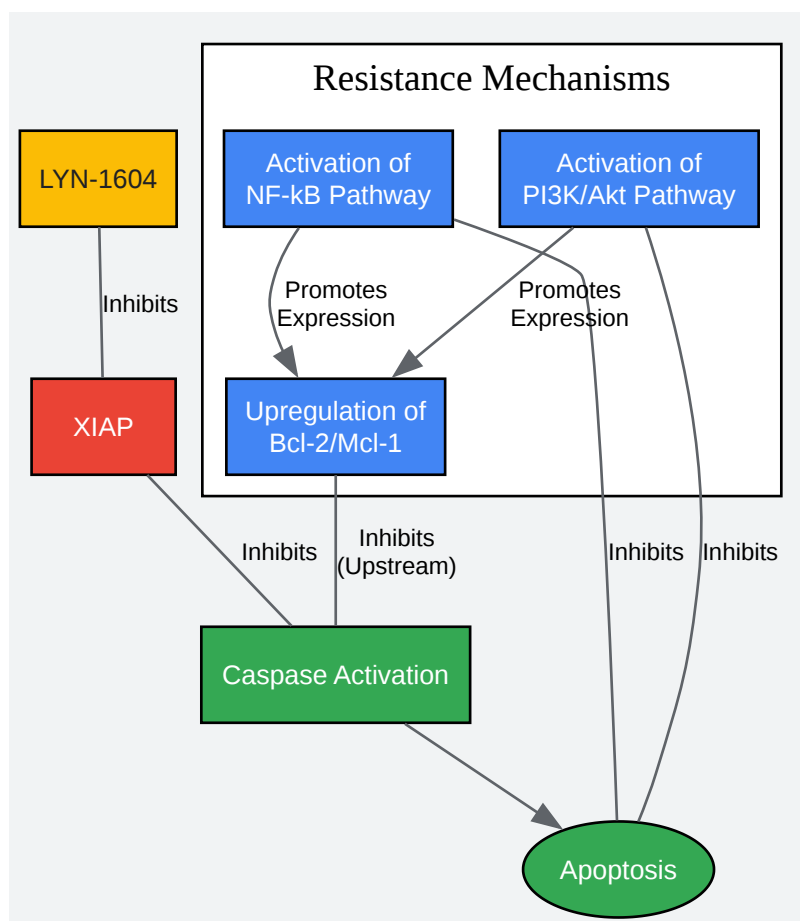 Resistance Mechanisms
LYN-1604
Activation of
NF-kB Pathway
Activation of
PI3K/Akt Pathway
Inhibits
Promotes
Expression
Promotes
Expression
XIAP
Upregulation of
Bcl-2/Mcl-1
Inhibits
Inhibits
(Upstream)
Inhibits
Inhibits
Caspase Activation
Apoptosis